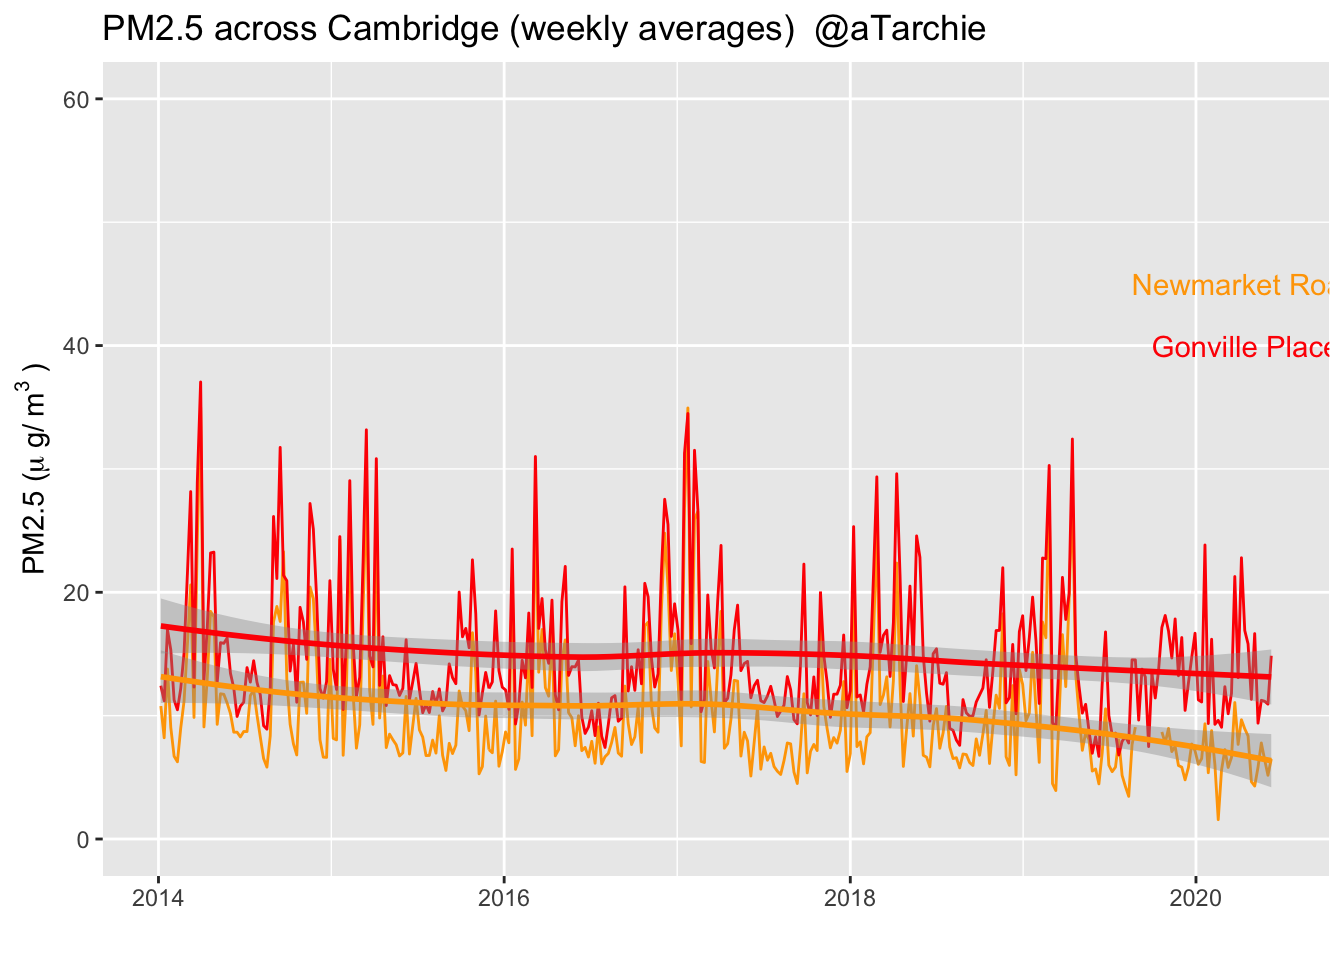 PM2.5 across Cambridge (weekly averages)  @aTarchie
60
Newmarket Roa
40
Gonville Place
PM2.5 (μ g/ m³ )
20
0
2014 2016 2018 2020